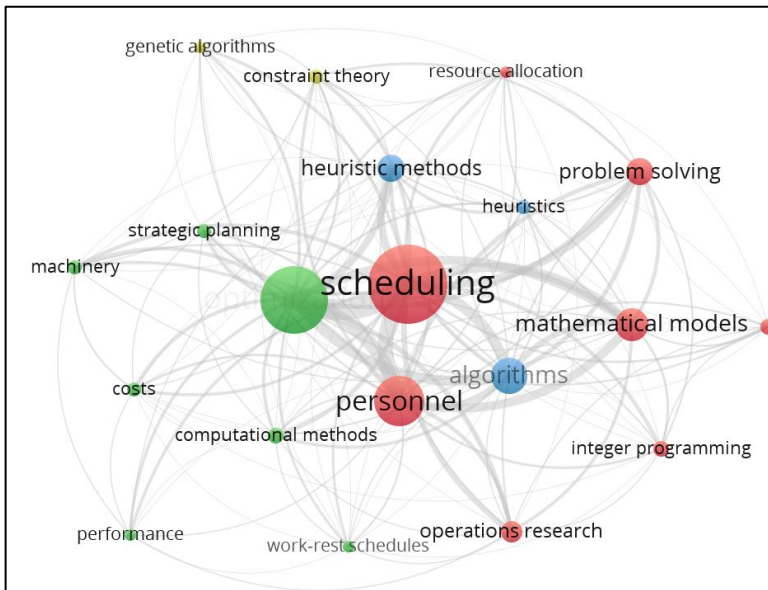 genetic algorithms
constraint theory
resource allocation
heuristic methods
problem solving
heuristics
strategic planning
machinery
scheduling
mathematical models
algorithms
costs
personnel
computational methods
integer programming
performance
work-rest schedules
operations research